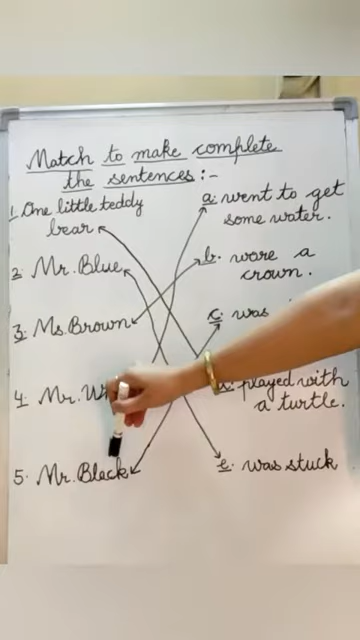 Match to make complete
the sentences :-
1. One little teddy
bear
2. Mr. Blue
3. Ms. Brown
4. Mr.
5. Mr. Black
a. went to get
some water.
b. wore a
crown.
c. was
played with
a turtle.
e. was stuck